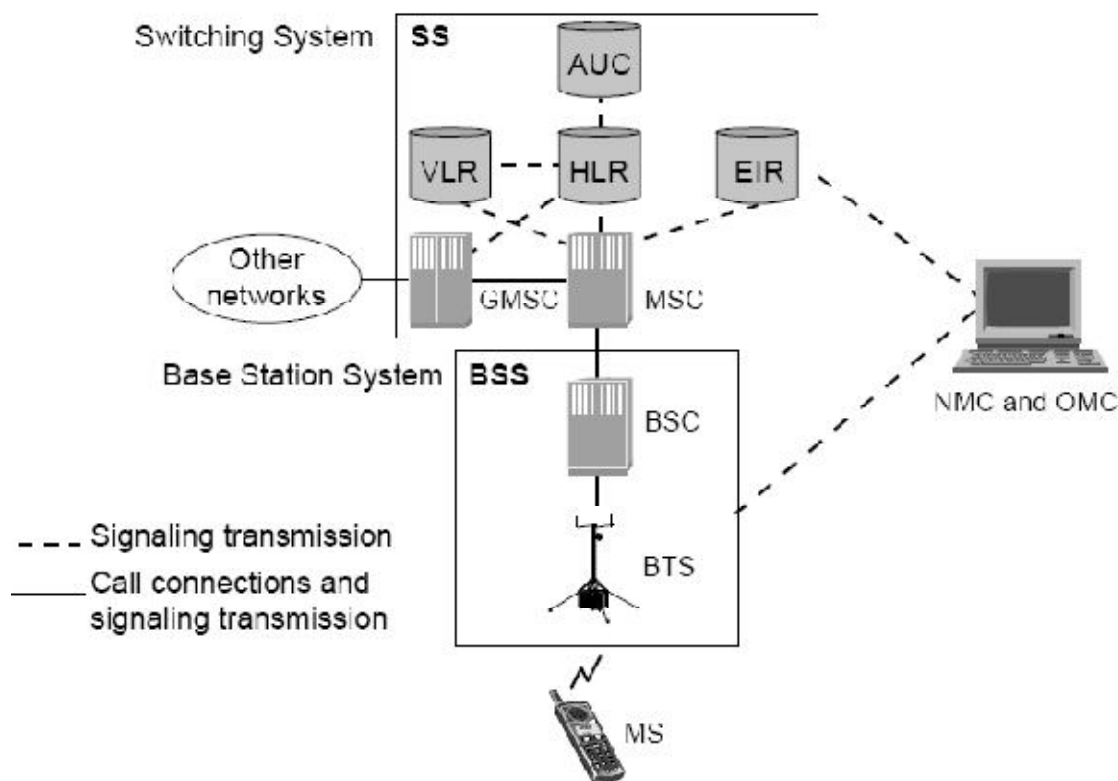 Switching System
SS
AUC
VLR
HLR
EIR
Other
networks
GMSC
MSC
Base Station System
BSS
BSC
NMC and OMC
Signaling transmission
BTS
Call connections and
signaling transmission
MS